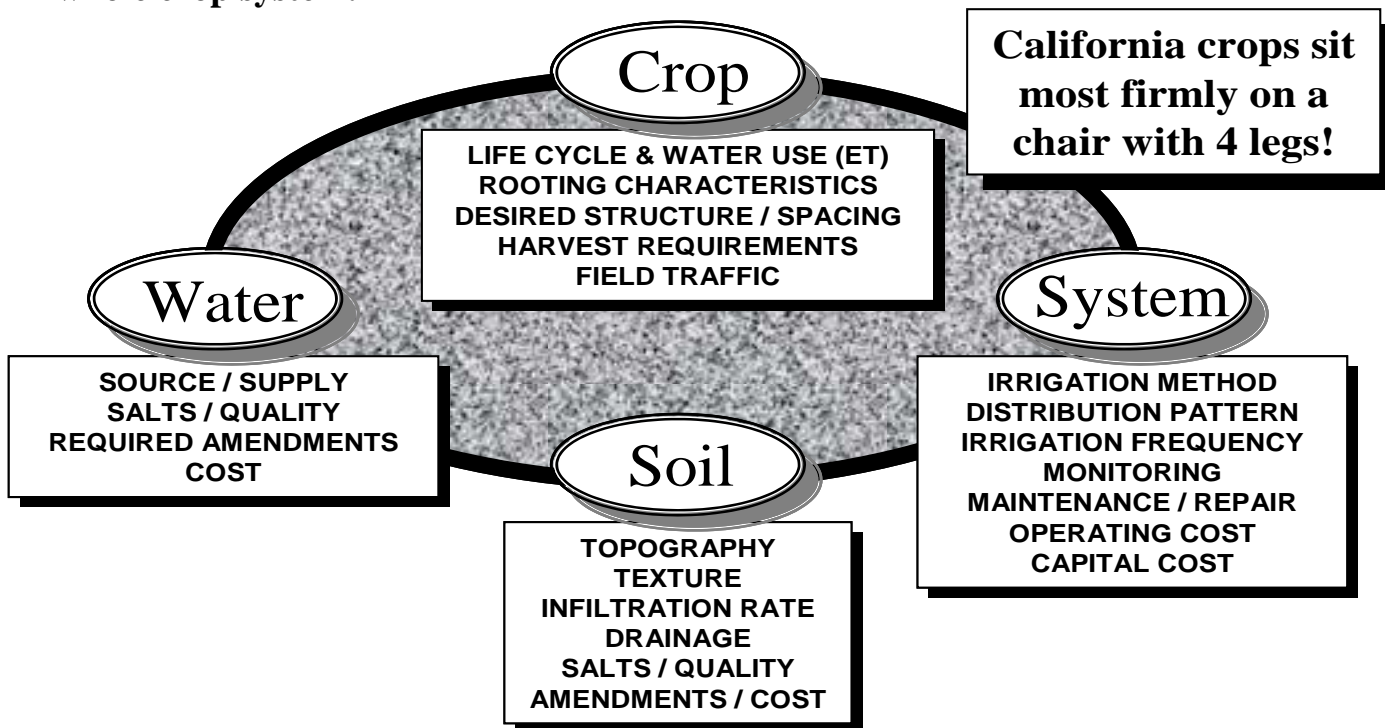 Crop
California crops sit
most firmly on a
chair with 4 legs!
LIFE CYCLE & WATER USE (ET)
ROOTING CHARACTERISTICS
DESIRED STRUCTURE / SPACING
HARVEST REQUIREMENTS
FIELD TRAFFIC
Water
SOURCE / SUPPLY
SALTS / QUALITY
REQUIRED AMENDMENTS
COST
System
IRRIGATION METHOD
DISTRIBUTION PATTERN
IRRIGATION FREQUENCY
MONITORING
MAINTENANCE / REPAIR
OPERATING COST
CAPITAL COST
Soil
TOPOGRAPHY
TEXTURE
INFILTRATION RATE
DRAINAGE
SALTS / QUALITY
AMENDMENTS / COST